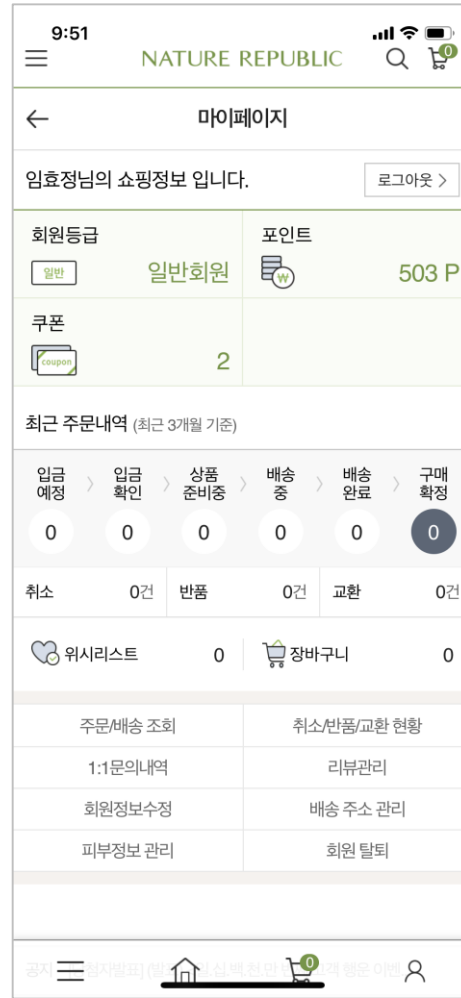 9:51
NATURE REPUBLIC
0
마이페이지
임효정님의 쇼핑정보 입니다.
로그아웃 >
회원등급
포인트
일반
일반회원
503 P
쿠폰
coupon
2
최근 주문내역 (최근 3개월 기준)
입금 예정 > 입금 확인 > 상품 준비중 > 배송 중 > 배송 완료 > 구매 확정
0 0 0 0 0 0
취소 0건 반품 0건 교환 0건
위시리스트 0 장바구니 0
주문/배송 조회 취소/반품/교환 현황
1:1문의내역 리뷰관리
회원정보수정 배송 주소 관리
피부정보 관리 회원 탈퇴
공지
0